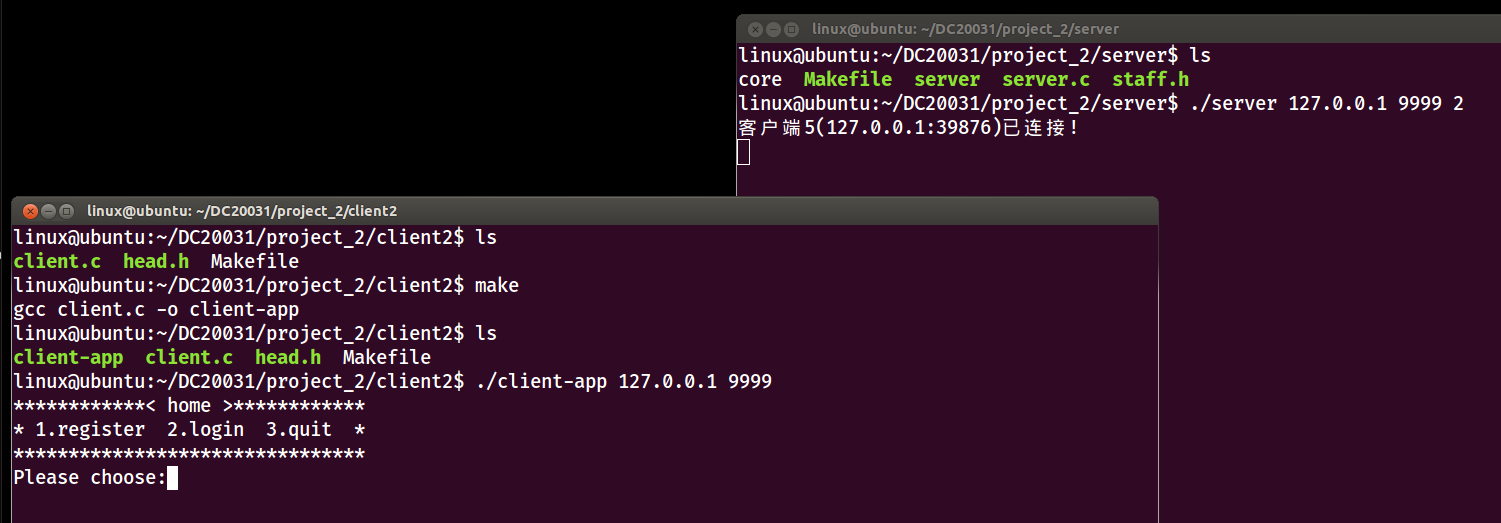 linux@ubuntu: ~/DC20031/project_2/server
linux@ubuntu:~/DC20031/project_2/server$ ls
core  Makefile  server  server.c  staff.h
linux@ubuntu:~/DC20031/project_2/server$ ./server 127.0.0.1 9999 2
客户端5(127.0.0.1:39876)已连接!
linux@ubuntu: ~/DC20031/project_2/client2
linux@ubuntu:~/DC20031/project_2/client2$ ls
client.c  head.h  Makefile
linux@ubuntu:~/DC20031/project_2/client2$ make
gcc client.c -o client-app
linux@ubuntu:~/DC20031/project_2/client2$ ls
client-app  client.c  head.h  Makefile
linux@ubuntu:~/DC20031/project_2/client2$ ./client-app 127.0.0.1 9999
************< home >************
* 1.register  2.login  3.quit  *
********************************
Please choose: